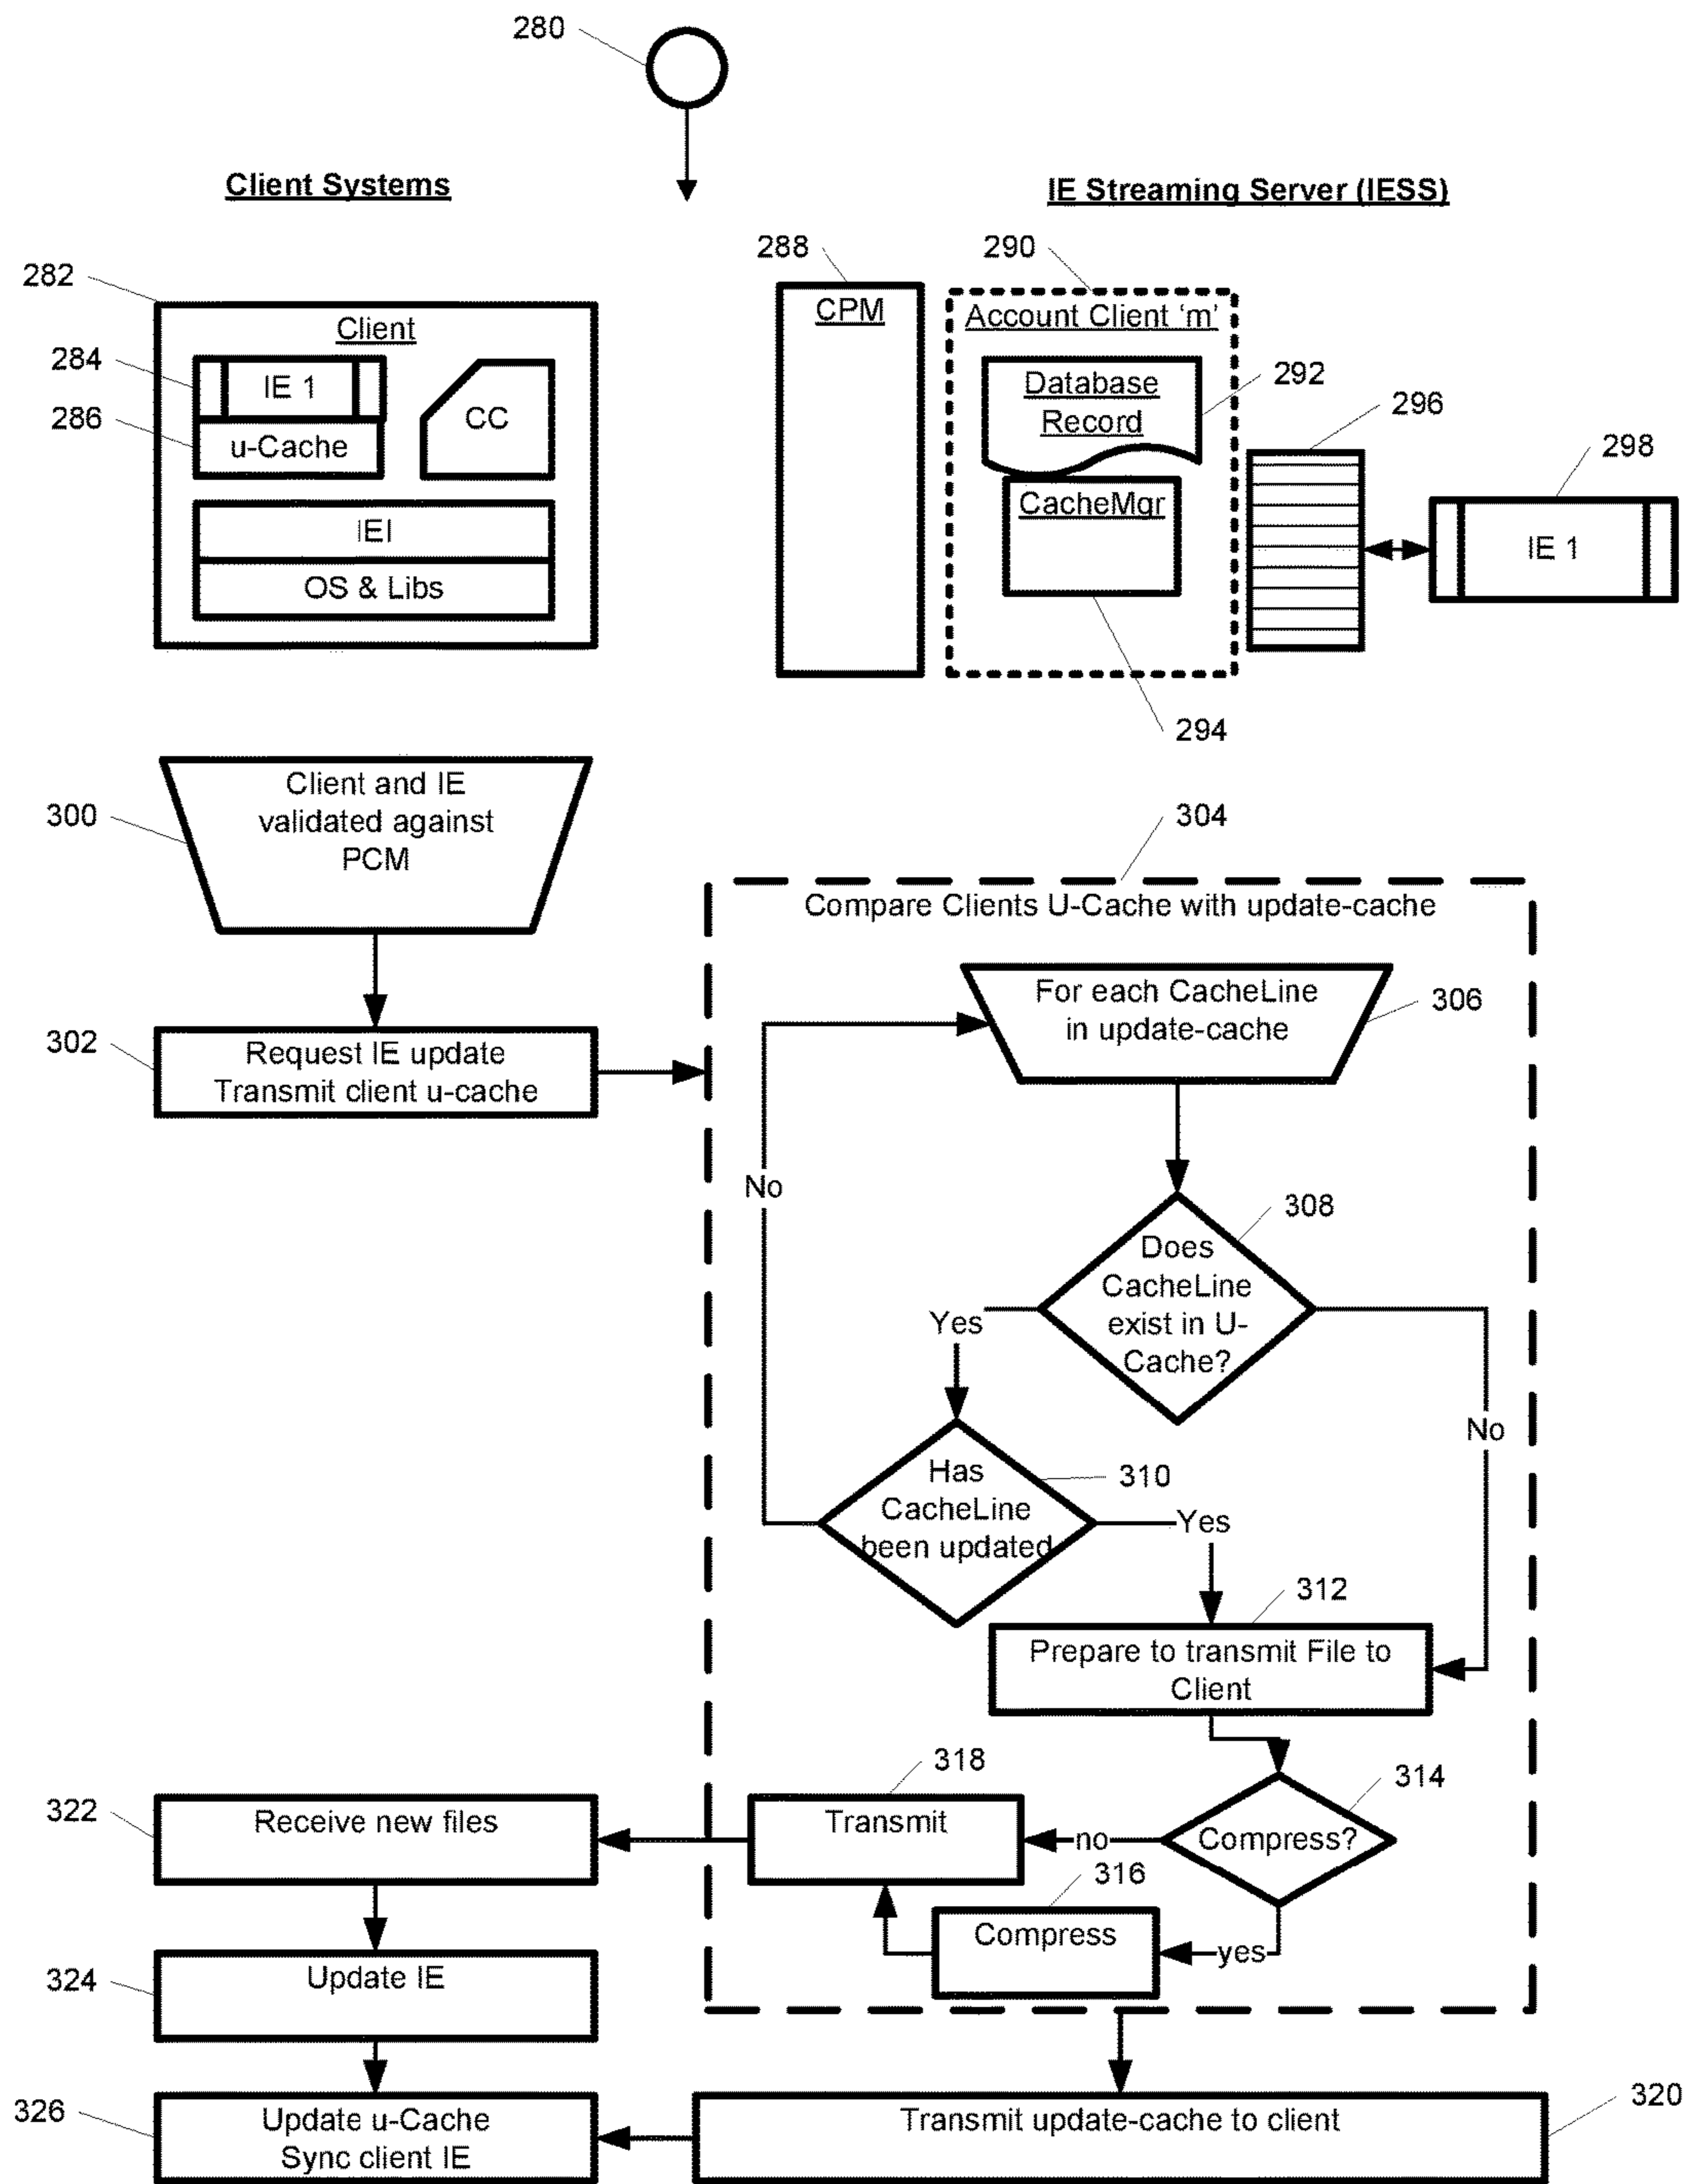 280
Client Systems
IE Streaming Server (IESS)
288
290
282
Client
CPM
Account Client 'm'
284
IE 1
CC
Database
Record
292
286
u-Cache
296
298
IEI
CacheMgr
IE 1
OS & Libs
294
300
Client and IE
validated against
PCM
304
Compare Clients U-Cache with update-cache
For each CacheLine
in update-cache
306
302
Request IE update
Transmit client u-cache
No
308
Does
CacheLine
exist in U-
Cache?
Yes
No
310
Has
CacheLine
been updated
Yes
312
Prepare to transmit File to
Client
318
314
322
Receive new files
Transmit
no
Compress?
316
Compress
yes
324
Update IE
326
Update u-Cache
Sync client IE
Transmit update-cache to client
320